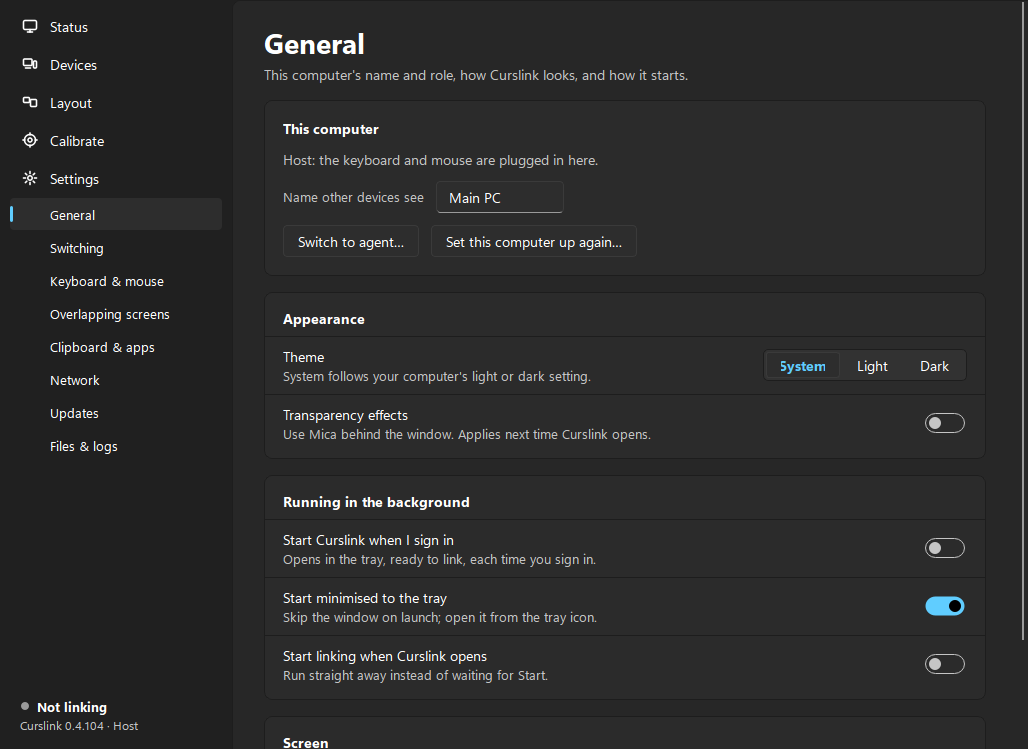 Status
Devices
Layout
Calibrate
Settings
General
Switching
Keyboard & mouse
Overlapping screens
Clipboard & apps
Network
Updates
Files & logs
Not linking
Curslink 0.4.104 · Host
General
This computer's name and role, how Curslink looks, and how it starts.
This computer
Host: the keyboard and mouse are plugged in here.
Name other devices see Main PC
Switch to agent... Set this computer up again...
Appearance
Theme
System follows your computer's light or dark setting.
System Light Dark
Transparency effects
Use Mica behind the window. Applies next time Curslink opens.
Running in the background
Start Curslink when I sign in
Opens in the tray, ready to link, each time you sign in.
Start minimised to the tray
Skip the window on launch; open it from the tray icon.
Start linking when Curslink opens
Run straight away instead of waiting for Start.
Screen